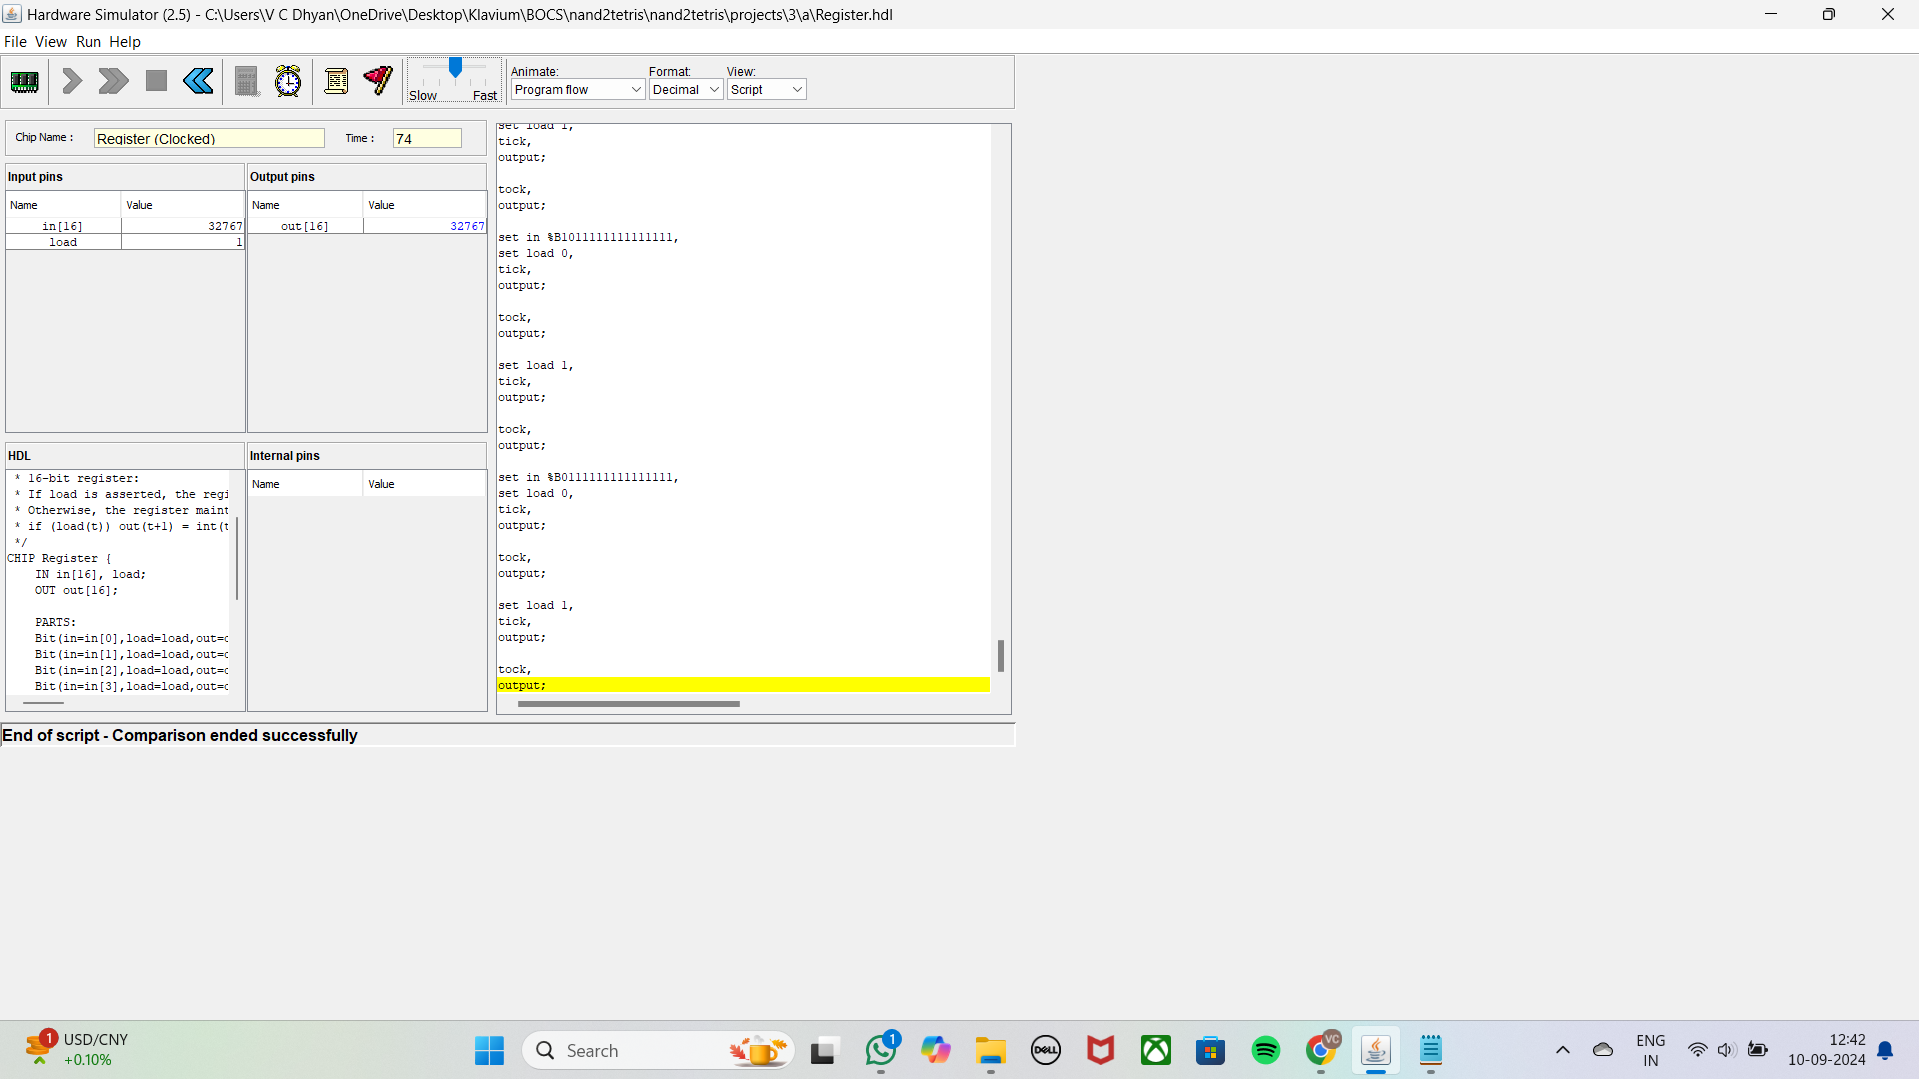 Hardware Simulator (2.5) - C:\Users\V C Dhyan\OneDrive\Desktop\Klavium\BOCS\nand2tetris\nand2tetris\projects\3\a\Register.hdl
File View Run Help
Slow Fast
Animate: Format: View:
Program flow Decimal Script
Chip Name : Register (Clocked) Time : 74
Input pins
Name Value
in[16] 32767
load 1
Output pins
Name Value
out[16] 32767
HDL
* 16-bit register:
* If load is asserted, the regi
* Otherwise, the register maint
* if (load(t)) out(t+1) = int(t
*/
CHIP Register {
IN in[16], load;
OUT out[16];
PARTS:
Bit(in=in[0],load=load,out=o
Bit(in=in[1],load=load,out=o
Bit(in=in[2],load=load,out=o
Bit(in=in[3],load=load,out=o
Internal pins
Name Value
set load 1,
tick,
output;
tock,
output;
set in %B1011111111111111,
set load 0,
tick,
output;
tock,
output;
set load 1,
tick,
output;
tock,
output;
set in %B0111111111111111,
set load 0,
tick,
output;
tock,
output;
set load 1,
tick,
output;
tock,
output;
End of script - Comparison ended successfully
1
USD/CNY
+0.10%
Search
1
DELL
VC
ENG
IN
12:42
10-09-2024